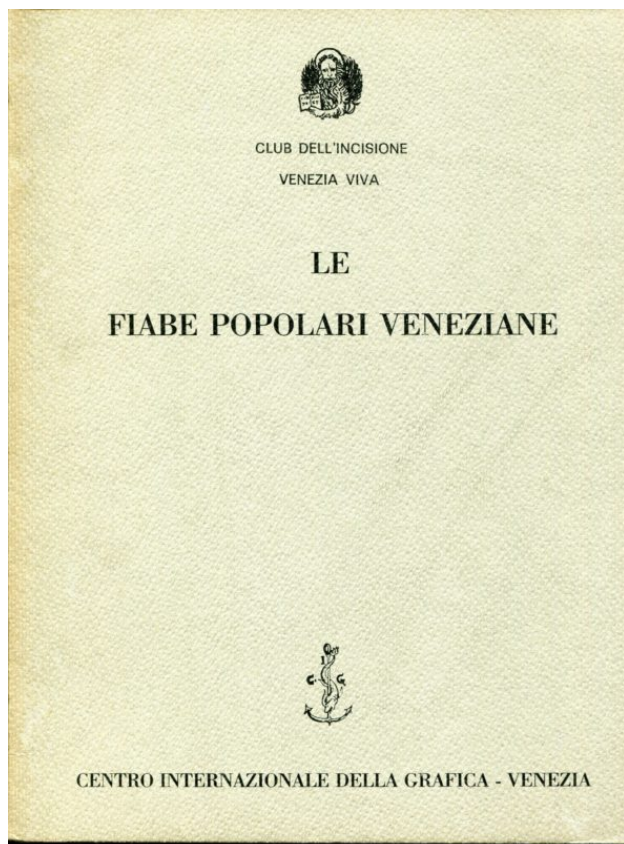 CLUB DELL'INCISIONE
VENEZIA VIVA
LE
FIABE POPOLARI VENEZIANE
I
C. G.
CENTRO INTERNAZIONALE DELLA GRAFICA - VENEZIA